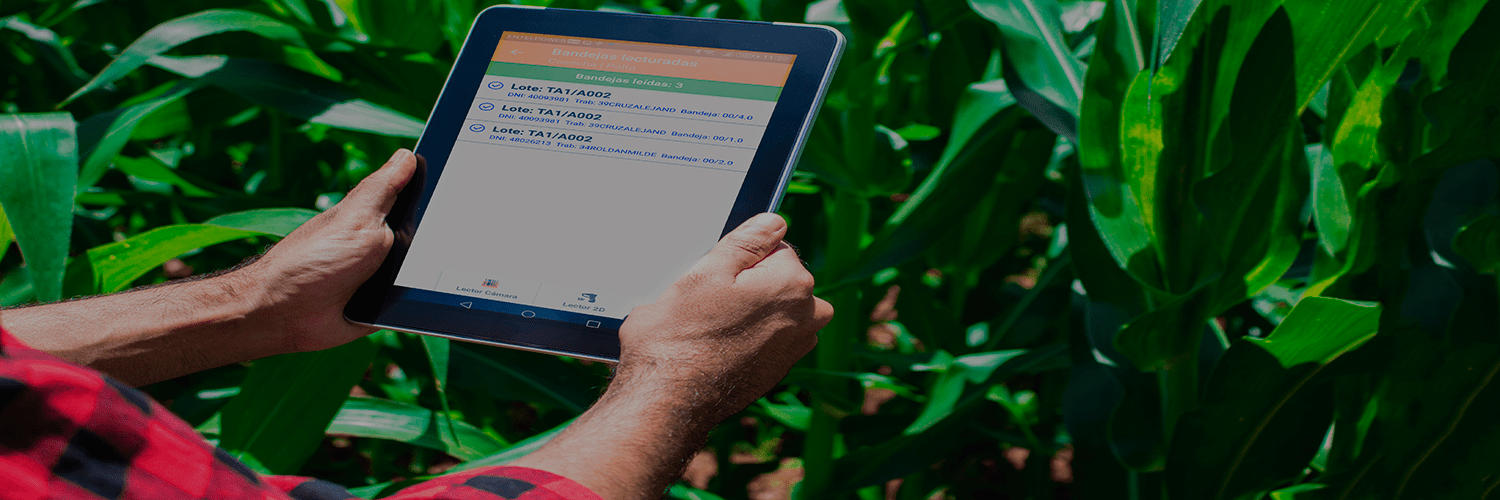 Bandejas lecturadas
Bandejas leídas: 3
Lote: TA1/A002
DNI: 40093981 Trab: 39CRUZALEJAND Bandeja: 00/4.0
Lote: TA1/A002
DNI: 40093981 Trab: 39CRUZALEJAND Bandeja: 00/1.0
Lote: TA1/A002
DNI: 48026213 Trab: 34ROLDANMILDE Bandeja: 00/2.0
Lector Cámara
Lector 2D